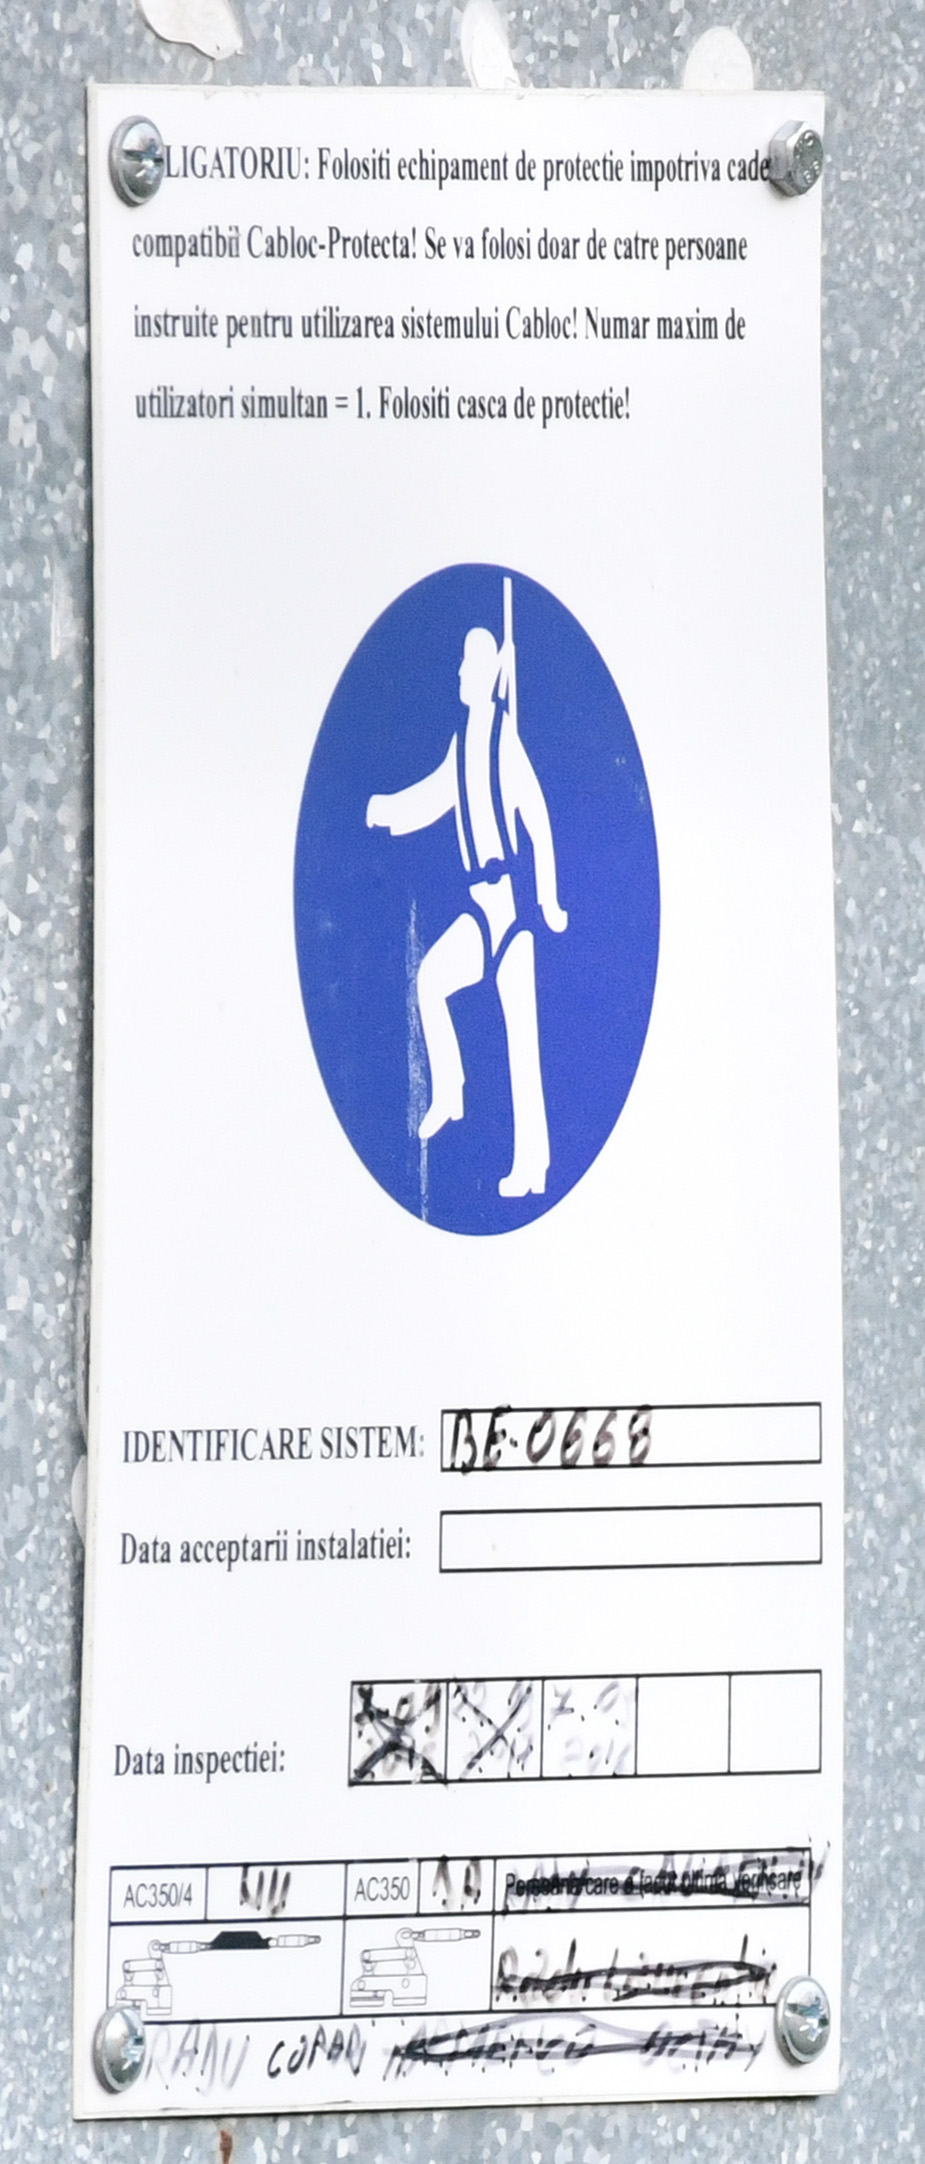 LIGATORIU: Folositi echipament de protectie impotriva cade
compatibil Cabloc-Protecta! Se va folosi doar de catre persoane
instruite pentru utilizarea sistemului Cabloc! Numar maxim de
utilizatori simultan = 1. Folositi casca de protectie!
IDENTIFICARE SISTEM: BE-0668
Data acceptarii instalatiei:
Data inspectiei:
AC350/4 AC350 Persoana care a facut ultima verificare
RADU